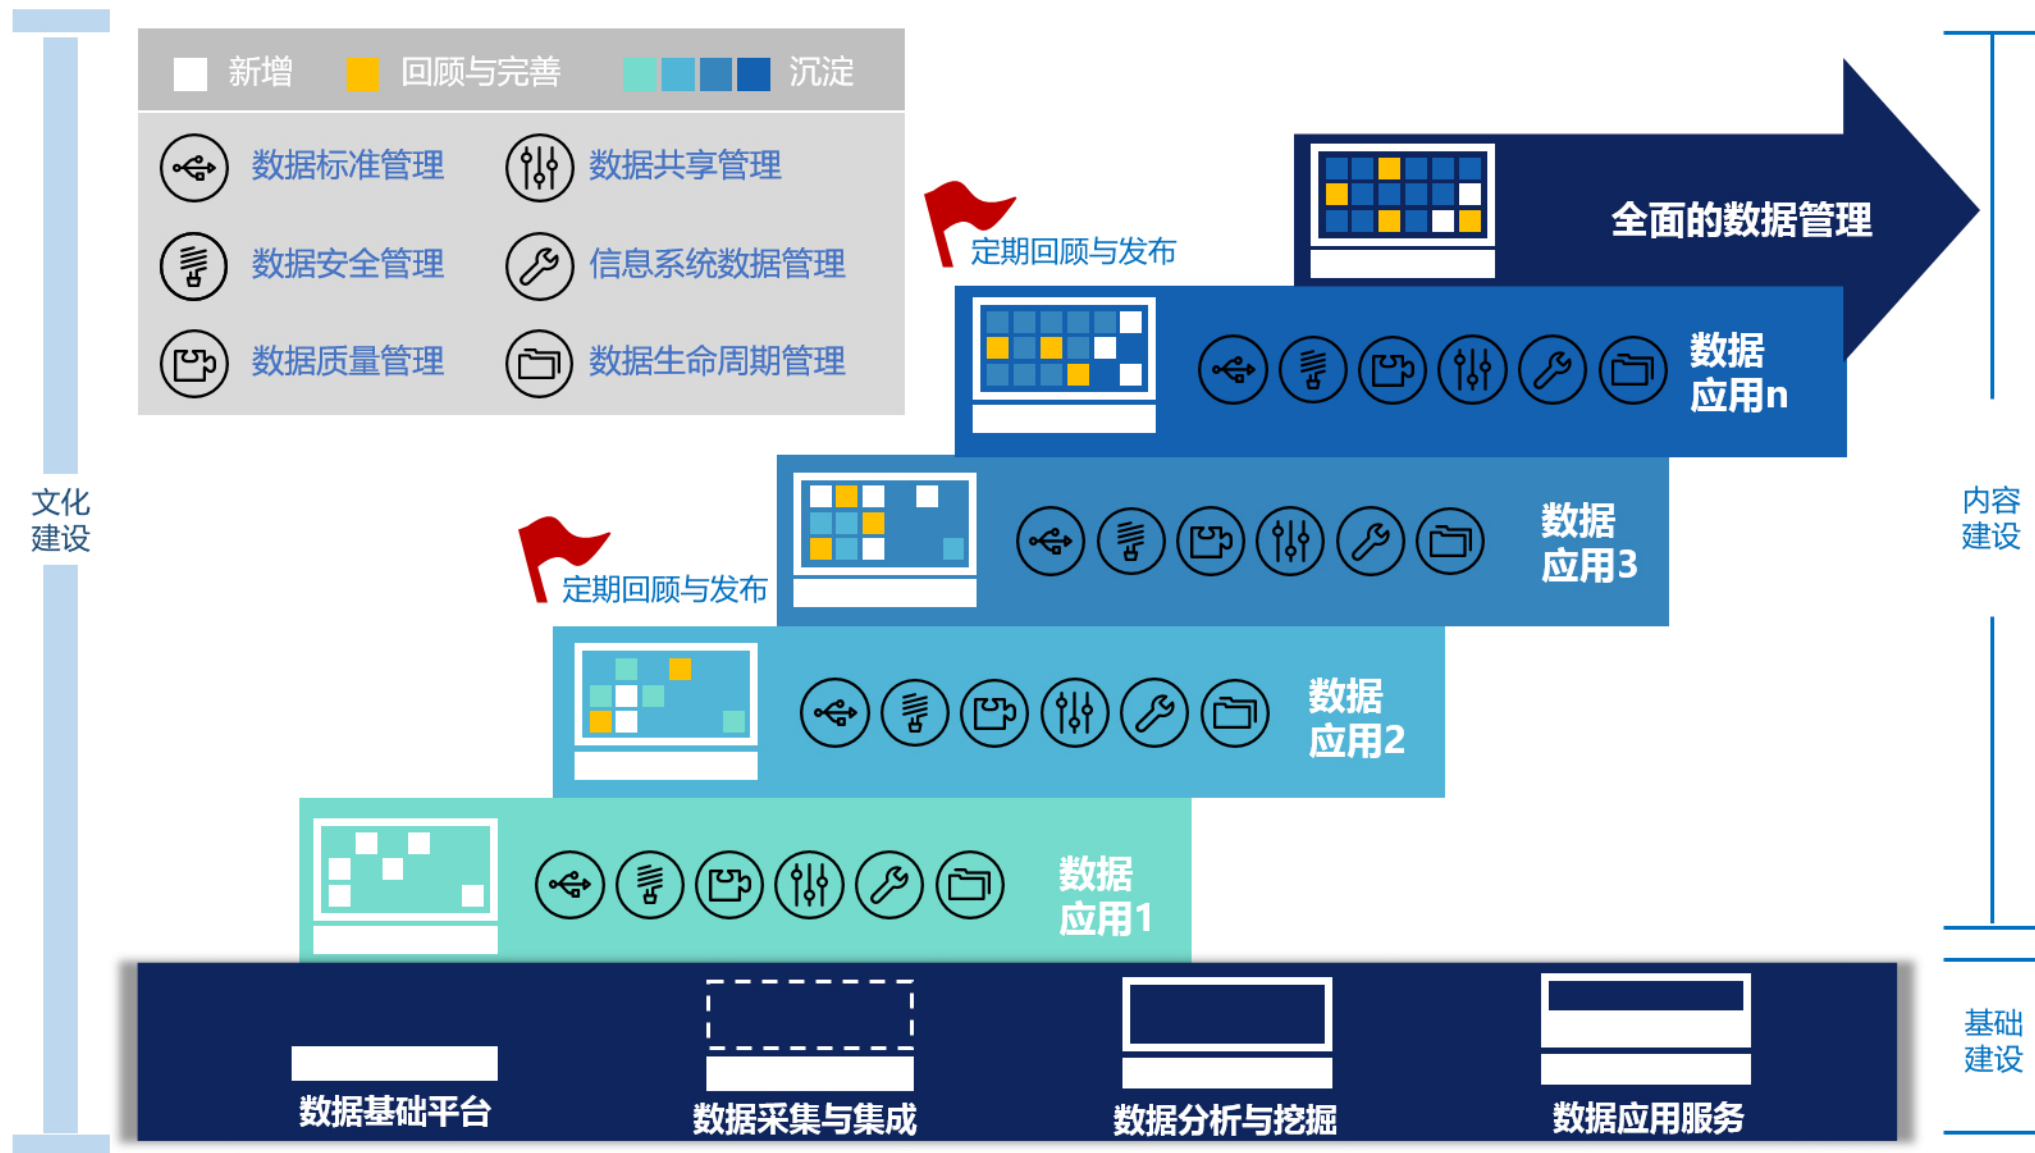 新增
回顾与完善
沉淀
数据标准管理
数据共享管理
数据安全管理
信息系统数据管理
数据质量管理
数据生命周期管理
全面的数据管理
定期回顾与发布
数据
应用n
文化
建设
内容
建设
数据
应用3
定期回顾与发布
数据
应用2
数据
应用1
基础
建设
数据基础平台
数据采集与集成
数据分析与挖掘
数据应用服务